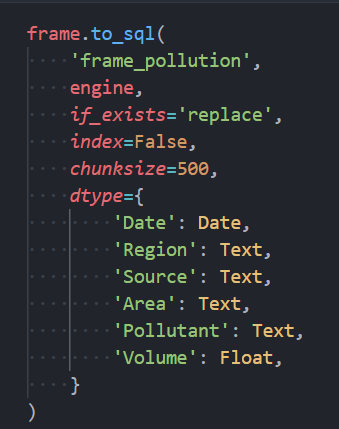 frame.to_sql(
    'frame_pollution',
    engine,
    if_exists='replace',
    index=False,
    chunksize=500,
    dtype={
        'Date': Date,
        'Region': Text,
        'Source': Text,
        'Area': Text,
        'Pollutant': Text,
        'Volume': Float,
    }
)